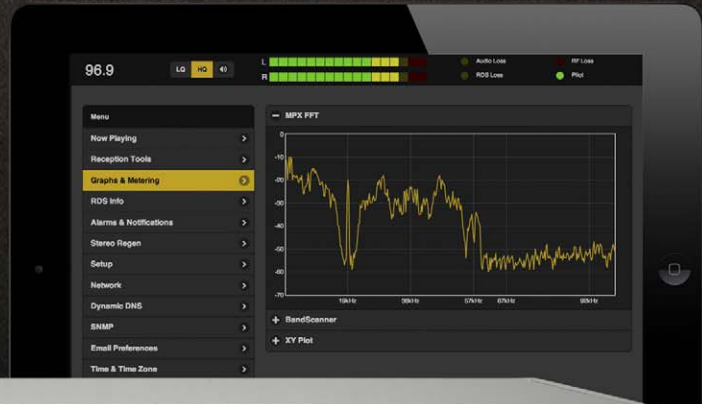 96.9
LQ HQ
L
R
Audio Loss
RF Loss
RDS Loss
Pilot
Menu
Now Playing
Reception Tools
Graphs & Metering
RDS Info
Alarms & Notifications
Stereo Regen
Setup
Network
Dynamic DNS
SNMP
Email Preferences
Time & Time Zone
MPX FFT
0
-10
-20
-30
-40
-50
-60
-70
19kHz 38kHz 57kHz 67kHz
BandScanner
XY Plot